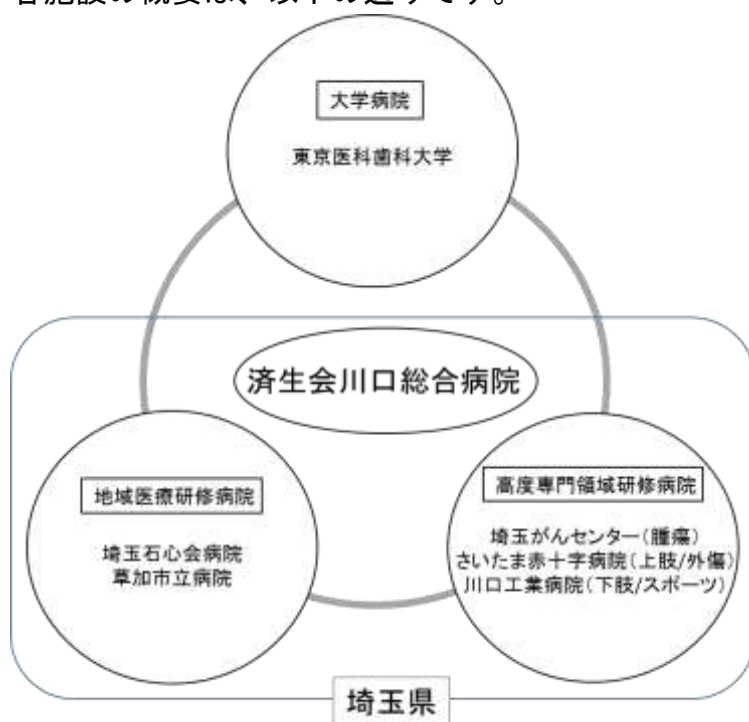 各施設の概要は、以下の通りです。
大学病院
東京医科歯科大学
済生会川口総合病院
地域医療研修病院
埼玉石心会病院
草加市立病院
高度専門領域研修病院
埼玉がんセンター(腫瘍)
さいたま赤十字病院(上肢/外傷)
川口工業病院(下肢/スポーツ)
埼玉県